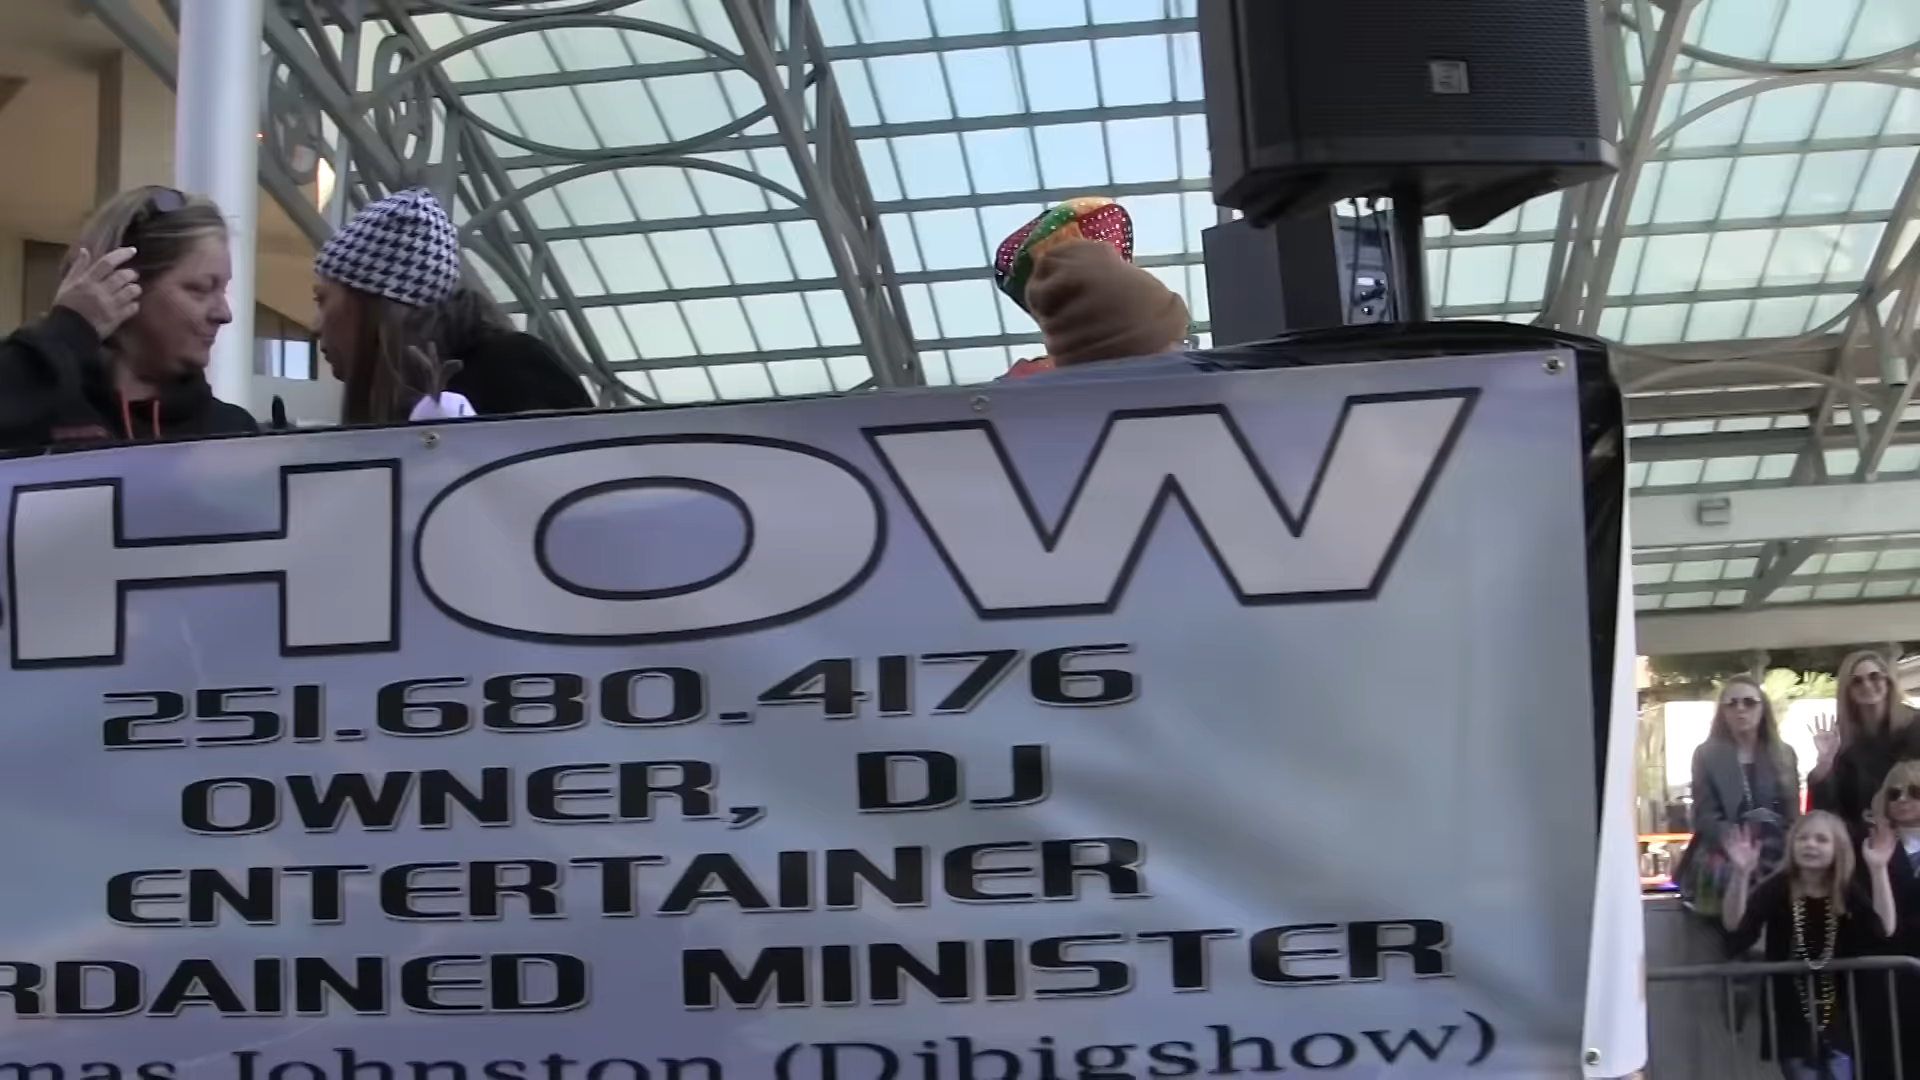 HOW
251.680.4176
OWNER, DJ
ENTERTAINER
RDAINED MINISTER
mas Johnston (Djbigshow)